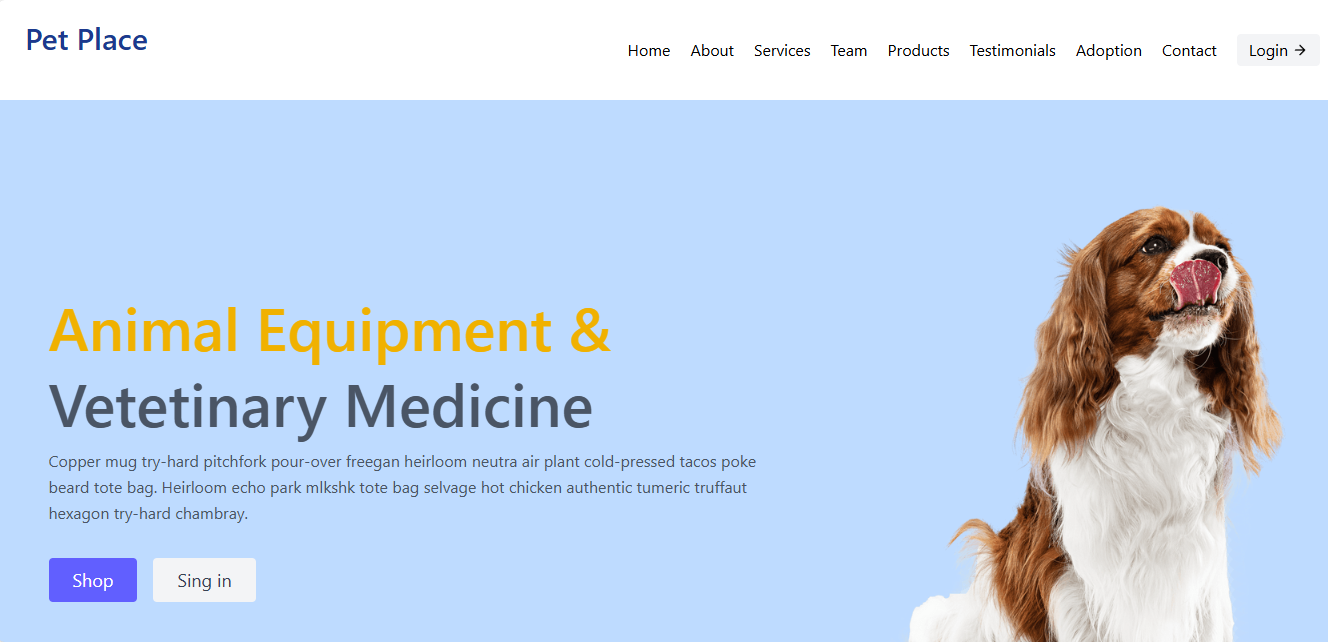 Pet Place
Home About Services Team Products Testimonials Adoption Contact Login →
Animal Equipment &
Vetetinary Medicine
Copper mug try-hard pitchfork pour-over freegan heirloom neutra air plant cold-pressed tacos poke
beard tote bag. Heirloom echo park mlkshk tote bag selvage hot chicken authentic tumeric truffaut
hexagon try-hard chambray.
Shop Sing in